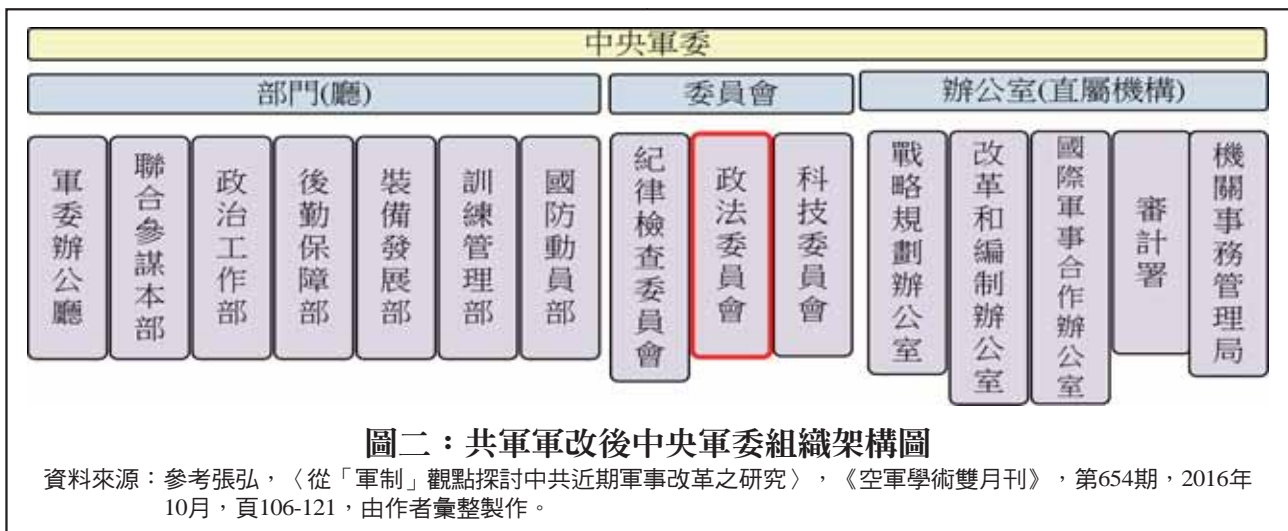 中央軍委
部門(廳)
委員會
辦公室(直屬機構)
軍委辦公廳
聯合參謀本部
政治工作部
後勤保障部
裝備發展部
訓練管理部
國防動員部
紀律檢查委員會
政法委員會
科技委員會
戰略規劃辦公室
改革和編制辦公室
國際軍事合作辦公室
審計署
機關事務管理局
圖二：共軍軍改後中央軍委組織架構圖
資料來源：參考張弘，〈從「軍制」觀點探討中共近期軍事改革之研究〉，《空軍學術雙月刊》，第654期，2016年
10月，頁106-121，由作者彙整製作。